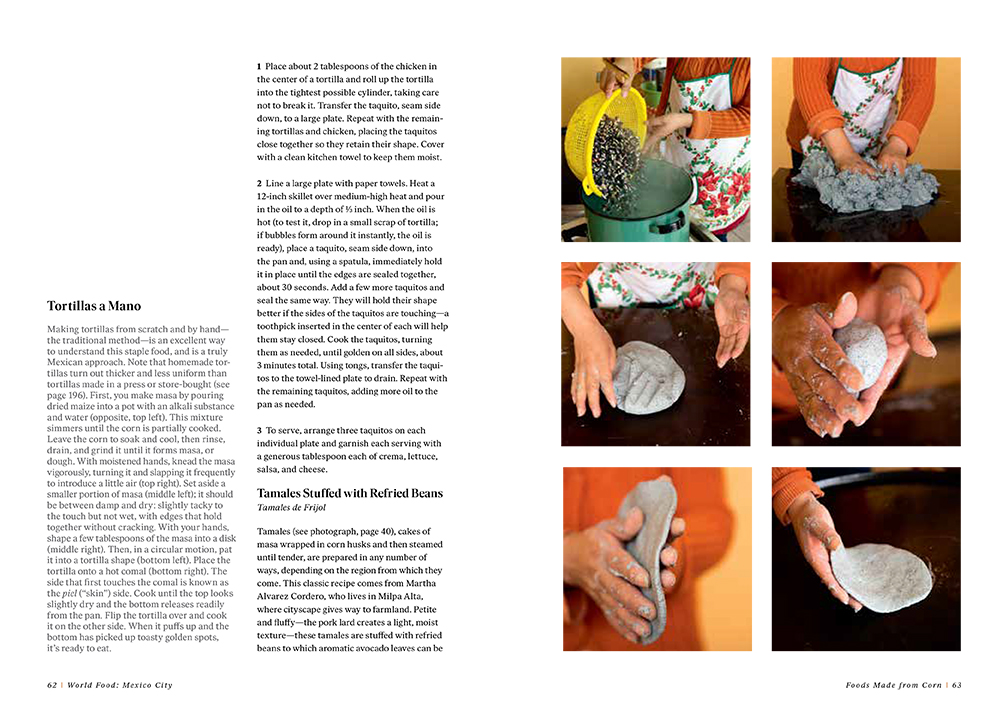 Tortillas a Mano
Making tortillas from scratch and by hand—
the traditional method—is an excellent way
to understand this staple food, and is a truly
Mexican approach. Note that homemade tor-
tillas turn out thicker and less uniform than
tortillas made in a press or store-bought (see
page 196). First, you make masa by pouring
dried maize into a pot with an alkali substance
and water (opposite, top left). This mixture
simmers until the corn is partially cooked.
Leave the corn to soak and cool, then rinse,
drain, and grind it until it forms masa, or
dough. With moistened hands, knead the masa
vigorously, turning it and slapping it frequently
to introduce a little air (top right). Set aside a
smaller portion of masa (middle left); it should
be between damp and dry: slightly tacky to
the touch but not wet, with edges that hold
together without cracking. With your hands,
shape a few tablespoons of the masa into a disk
(middle right). Then, in a circular motion, pat
it into a tortilla shape (bottom left). Place the
tortilla onto a hot comal (bottom right). The
side that first touches the comal is known as
the piel (“skin”) side. Cook until the top looks
slightly dry and the bottom releases readily
from the pan. Flip the tortilla over and cook
it on the other side. When it puffs up and the
bottom has picked up toasty golden spots,
it’s ready to eat.
1 Place about 2 tablespoons of the chicken in
the center of a tortilla and roll up the tortilla
into the tightest possible cylinder, taking care
not to break it. Transfer the taquito, seam side
down, to a large plate. Repeat with the remain-
ing tortillas and chicken, placing the taquitos
close together so they retain their shape. Cover
with a clean kitchen towel to keep them moist.
2 Line a large plate with paper towels. Heat a
12-inch skillet over medium-high heat and pour
in the oil to a depth of ⅓ inch. When the oil is
hot (to test it, drop in a small scrap of tortilla;
if bubbles form around it instantly, the oil is
ready), place a taquito, seam side down, into
the pan and, using a spatula, immediately hold
it in place until the edges are sealed together,
about 30 seconds. Add a few more taquitos and
seal the same way. They will hold their shape
better if the sides of the taquitos are touching—a
toothpick inserted in the center of each will help
them stay closed. Cook the taquitos, turning
them as needed, until golden on all sides, about
3 minutes total. Using tongs, transfer the taqui-
tos to the towel-lined plate to drain. Repeat with
the remaining taquitos, adding more oil to the
pan as needed.
3 To serve, arrange three taquitos on each
individual plate and garnish each serving with
a generous tablespoon each of crema, lettuce,
salsa, and cheese.
Tamales Stuffed with Refried Beans
Tamales de Frijol
Tamales (see photograph, page 40), cakes of
masa wrapped in corn husks and then steamed
until tender, are prepared in any number of
ways, depending on the region from which they
come. This classic recipe comes from Martha
Alvarez Cordero, who lives in Milpa Alta,
where cityscape gives way to farmland. Petite
and fluffy—the pork lard creates a light, moist
texture—these tamales are stuffed with refried
beans to which aromatic avocado leaves can be
62 | World Food: Mexico City
Foods Made from Corn | 63